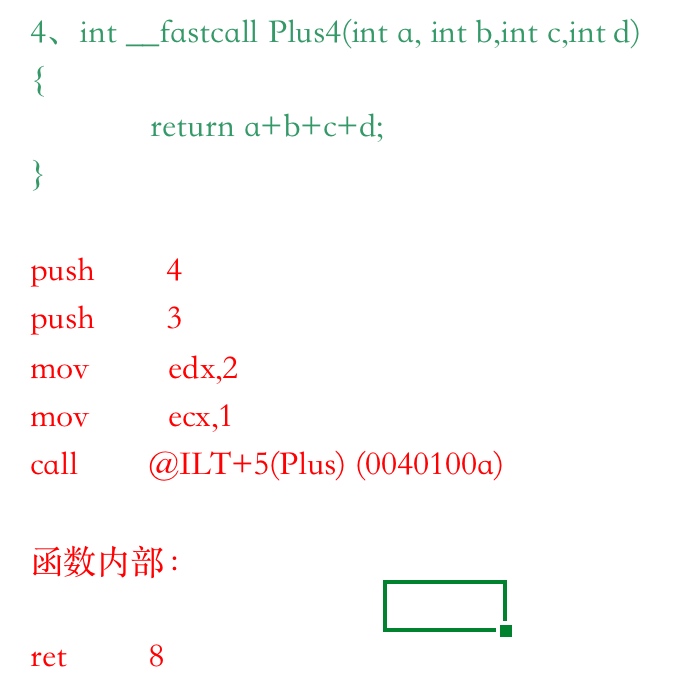 4、int __fastcall Plus4(int a, int b,int c,int d)
{
return a+b+c+d;
}
push 4
push 3
mov edx,2
mov ecx,1
call @ILT+5(Plus) (0040100a)
函数内部：
ret 8